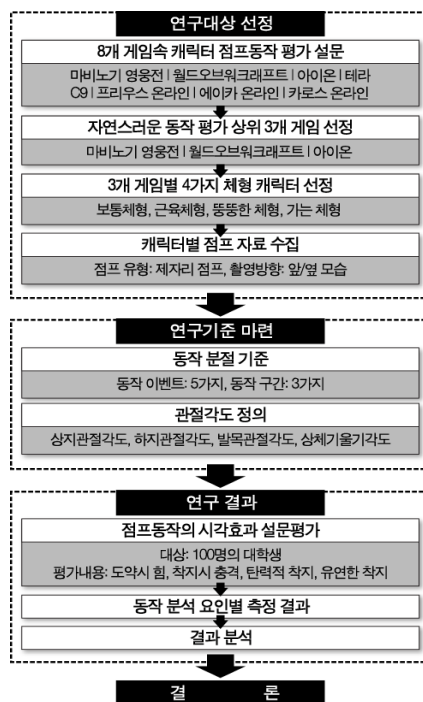 연구대상 선정
8개 게임속 캐릭터 점프동작 평가 설문
마비노기 영웅전 | 월드오브워크래프트 | 아이온 | 테라
C9 | 프리우스 온라인 | 에이카 온라인 | 카로스 온라인
자연스러운 동작 평가 상위 3개 게임 선정
마비노기 영웅전 | 월드오브워크래프트 | 아이온
3개 게임별 4가지 체형 캐릭터 선정
보통체형, 근육체형, 뚱뚱한 체형, 가는 체형
캐릭터별 점프 자료 수집
점프 유형: 제자리 점프, 촬영방향: 앞/옆 모습
연구기준 마련
동작 분절 기준
동작 이벤트: 5가지, 동작 구간: 3가지
관절각도 정의
상지관절각도, 하지관절각도, 발목관절각도, 상체기울기각도
연구 결과
점프동작의 시각효과 설문평가
대상: 100명의 대학생
평가내용: 도약시 힘, 착지시 충격, 탄력적 착지, 유연한 착지
동작 분석 요인별 측정 결과
결과 분석
결 론